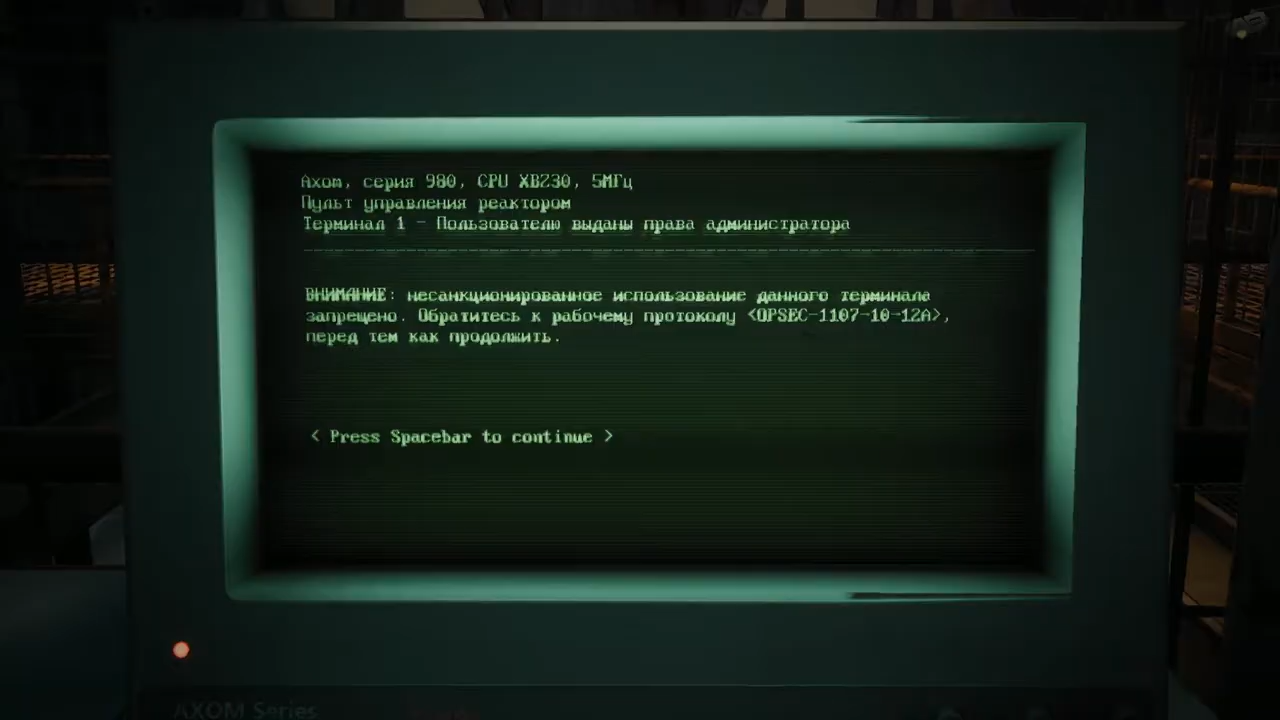 Axom, серия 980, CPU XB230, 5МГц
Пульт управления реактором
Терминал 1 - Пользователю выданы права администратора
ВНИМАНИЕ: несанкционированное использование данного терминала
запрещено. Обратитесь к рабочему протоколу <OPSEC-1107-10-12A>,
перед тем как продолжить.
< Press Spacebar to continue >
AXOM Series